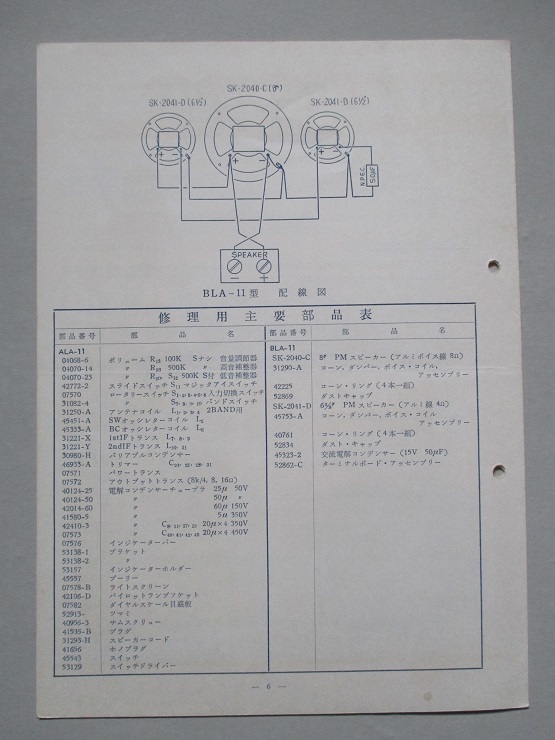 SK-2040-C(8")
SK-2041-D(6½)
SK-2041-D(6½)
+ −
+ −
+ −
N.P.E.C.
50μF
SPEAKER
− +
BLA-11型 配線図
修理用主要部品表
部品番号 部品名
ALA-11
04068-6 ボリューム 100K Sナシ 音量調節器
04070-14 〃 500K 〃 高音補整器
04070-25 〃 100K S付 低音補整器
42772-2 スライドスイッチ S₁₁ マジックアイスイッチ
07570 ロータリースイッチ 入力切換スイッチ
31082-4 〃 バンドスイッチ
31250-A アンテナコイル 2BAND用
45451-A SWオッシレターコイル
45333-A BCオッシレターコイル
31221-X 1stIFトランス
31221-Y 2ndIFトランス
30980-H バリアブルコンデンサー
46933-A トリマー
07571 パワートランス
07572 アウトプットトランス (8k/4, 8, 16Ω)
40124-25 電解コンデンサーチューブラ 25μ 50V
40124-50 〃 50μ 〃
42014-60 〃 60μ 150V
41580-5 〃 5μ 350V
42410-3 〃 20μ×4 350V
07573 〃 20μ×4 450V
07576 インジケーターバー
53138-1 ブラケット
53138-2 〃
53157 インジケーターホルダー
45557 プーリー
07578-B ライトスクリーン
42106-D パイロットランプソケット
07582 ダイヤルスケール目盛板
52913- ツマミ
40956-3 サムスクリュー
41535-B プラグ
31293-H スピーカーコード
41696 ホノプラグ
45543 スイッチ
53129 スイッチドライバー
部品番号 部品名
BLA-11
SK-2040-C 8" PMスピーカー (アルミボイス線 8Ω)
31290-A コーン、ダンパー、ボイス・コイル、
アッセンブリー
42225 コーン・リング (4本一組)
52869 ダストキャップ
SK-2041-D 6½" PMスピーカー (アルミ線 4Ω)
45753-A コーン、ダンパー、ボイス・コイル
アッセンブリー
40761 コーン・リング (4本一組)
52834 ダスト・キャップ
45323-2 交流電解コンデンサー (15V 50μF)
52862-C ターミナルボード・アッセンブリー
— 6 —